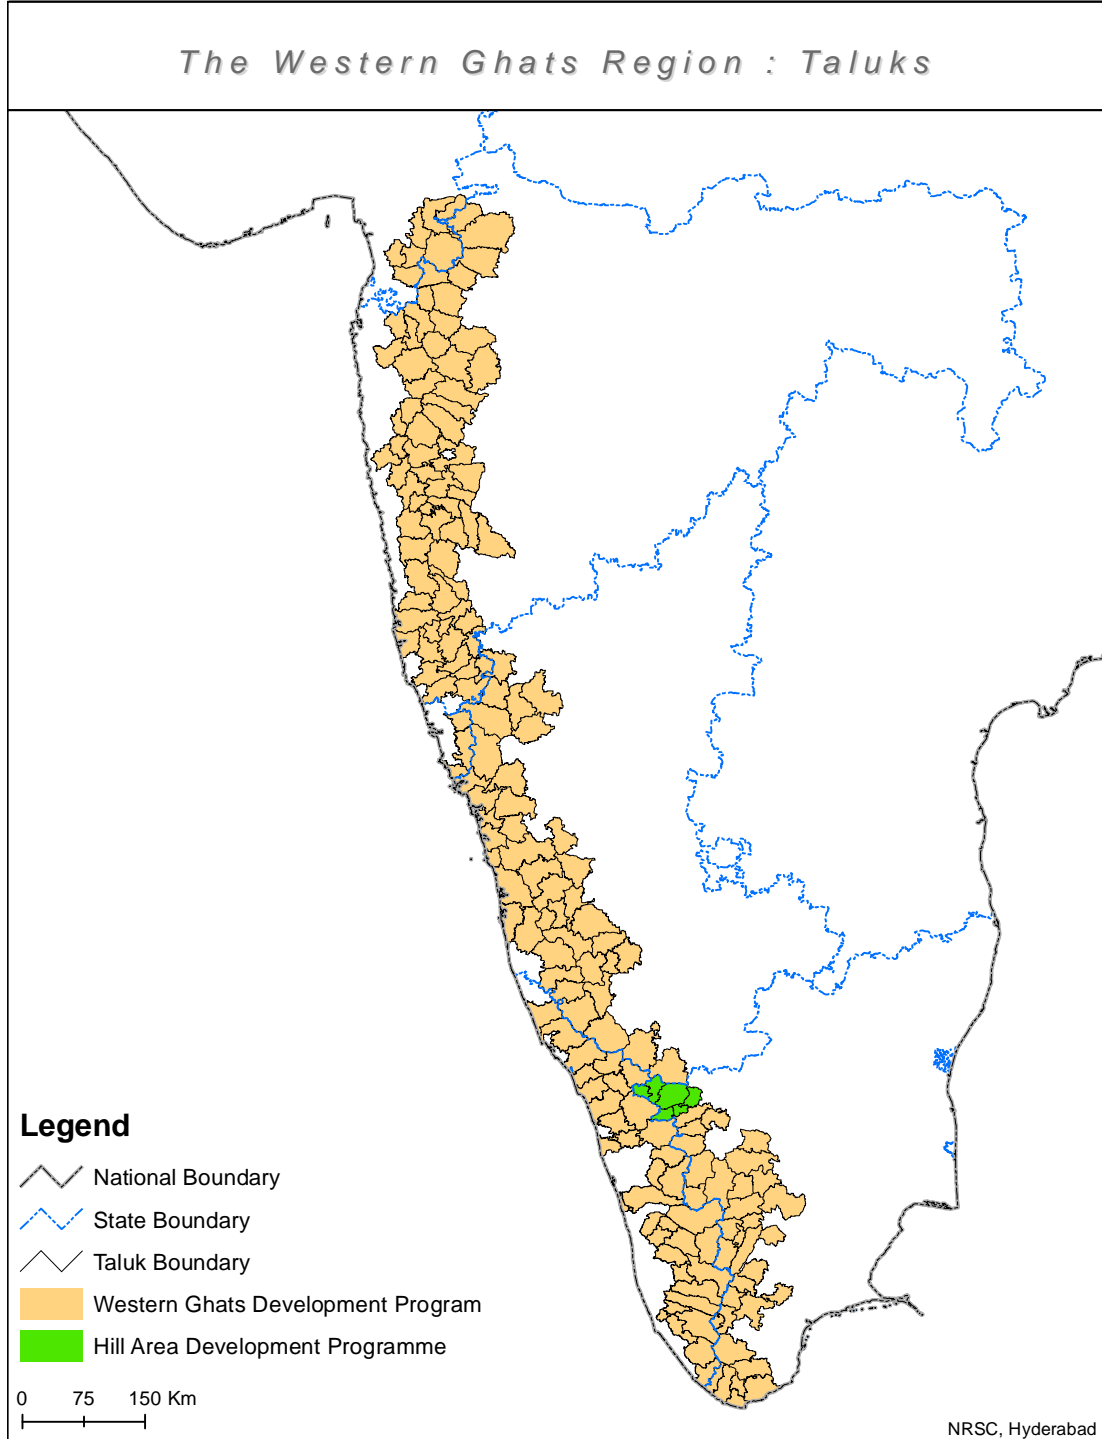 The Western Ghats Region : Taluks
Legend
National Boundary
State Boundary
Taluk Boundary
Western Ghats Development Program
Hill Area Development Programme
0 75 150 Km
NRSC, Hyderabad